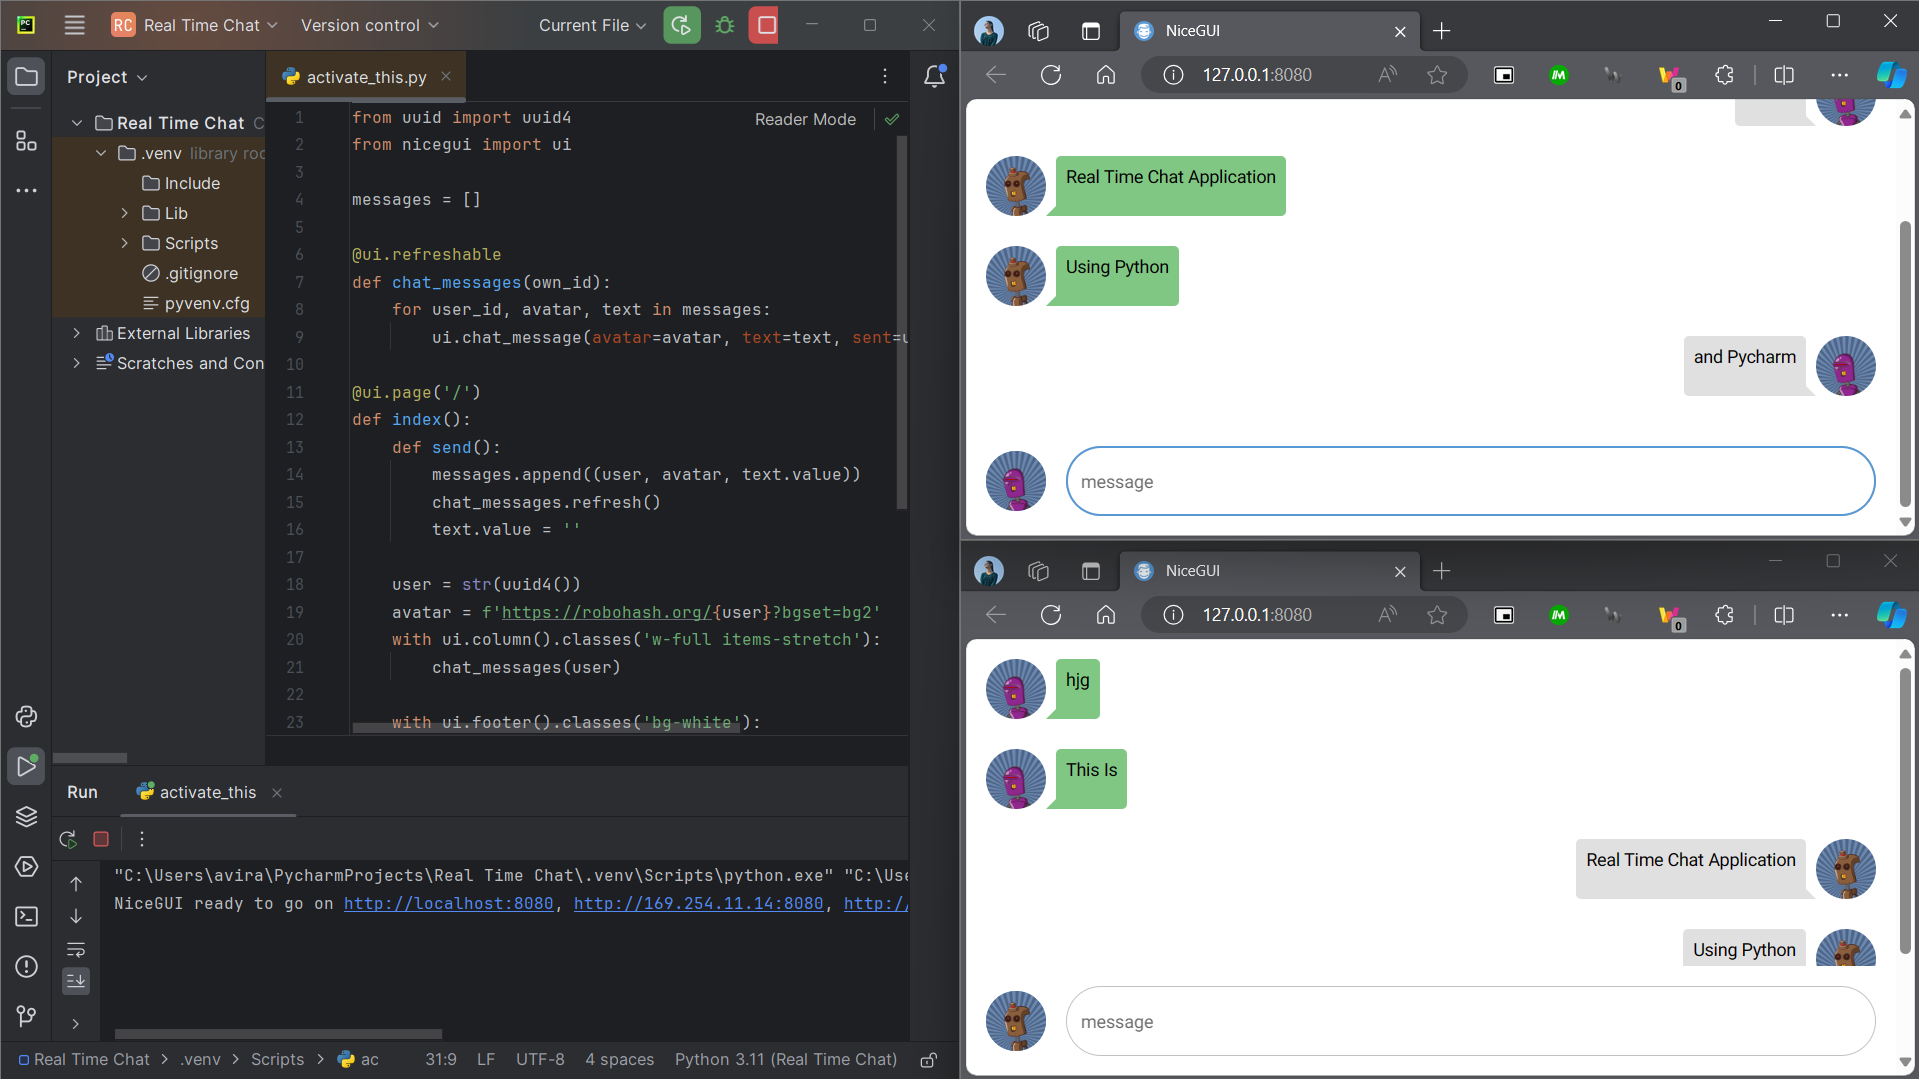 RC Real Time Chat
Version control
Current File
Project
activate_this.py
Real Time Chat C
.venv library roo
Include
Lib
Scripts
.gitignore
pyvenv.cfg
External Libraries
Scratches and Con
Reader Mode
1 from uuid import uuid4
2 from nicegui import ui
3
4 messages = []
5
6 @ui.refreshable
7 def chat_messages(own_id):
8 for user_id, avatar, text in messages:
9 ui.chat_message(avatar=avatar, text=text, sent=u
10
11 @ui.page('/')
12 def index():
13 def send():
14 messages.append((user, avatar, text.value))
15 chat_messages.refresh()
16 text.value = ''
17
18 user = str(uuid4())
19 avatar = f'https://robohash.org/{user}?bgset=bg2'
20 with ui.column().classes('w-full items-stretch'):
21 chat_messages(user)
22
23 with ui.footer().classes('bg-white'):
Run
activate_this
"C:\Users\avira\PycharmProjects\Real Time Chat\.venv\Scripts\python.exe" "C:\Use
NiceGUI ready to go on http://localhost:8080, http://169.254.11.14:8080, http://
Real Time Chat > .venv > Scripts > ac
31:9 LF UTF-8 4 spaces Python 3.11 (Real Time Chat)
NiceGUI
127.0.0.1:8080
0
Real Time Chat Application
Using Python
and Pycharm
message
NiceGUI
127.0.0.1:8080
0
hjg
This Is
Real Time Chat Application
Using Python
message